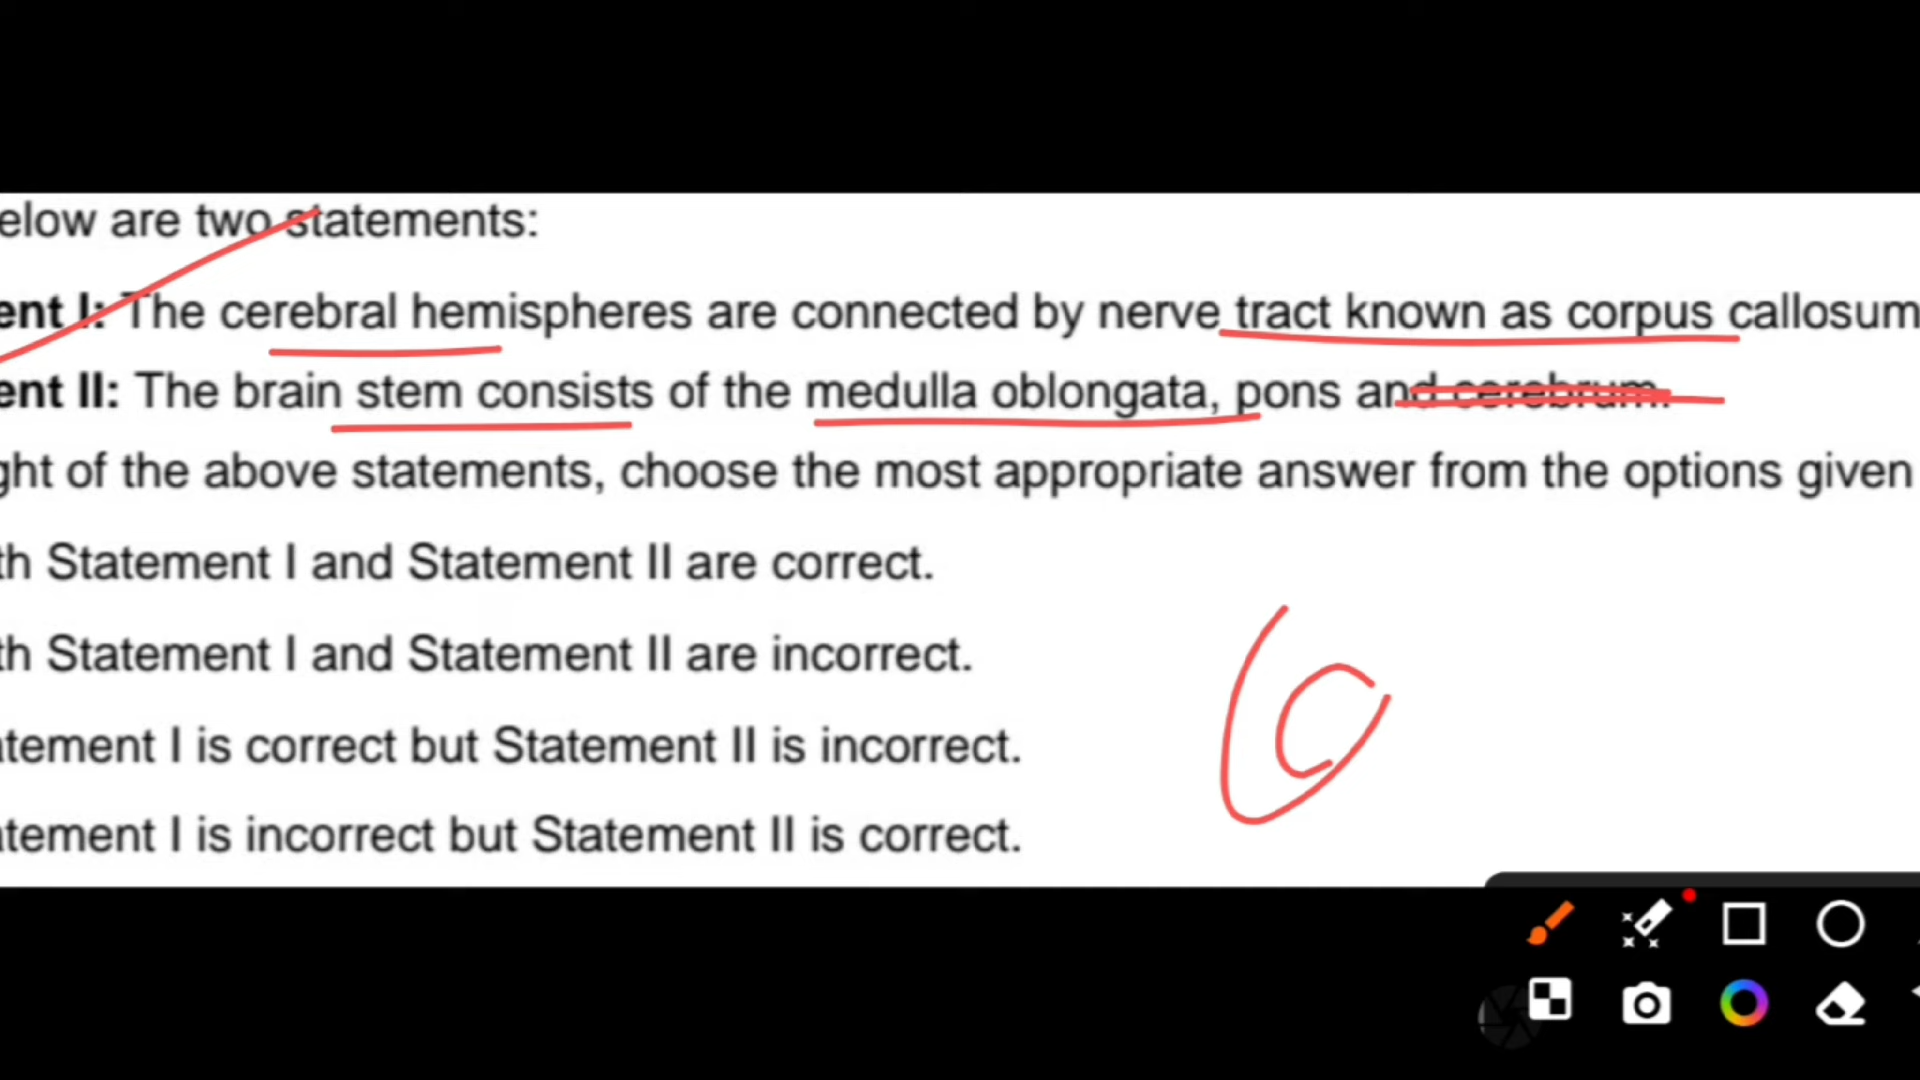 elow are two statements:
ent I: The cerebral hemispheres are connected by nerve tract known as corpus callosum
ent II: The brain stem consists of the medulla oblongata, pons and cerebrum.
ght of the above statements, choose the most appropriate answer from the options given
th Statement I and Statement II are correct.
th Statement I and Statement II are incorrect.
atement I is correct but Statement II is incorrect.
atement I is incorrect but Statement II is correct.